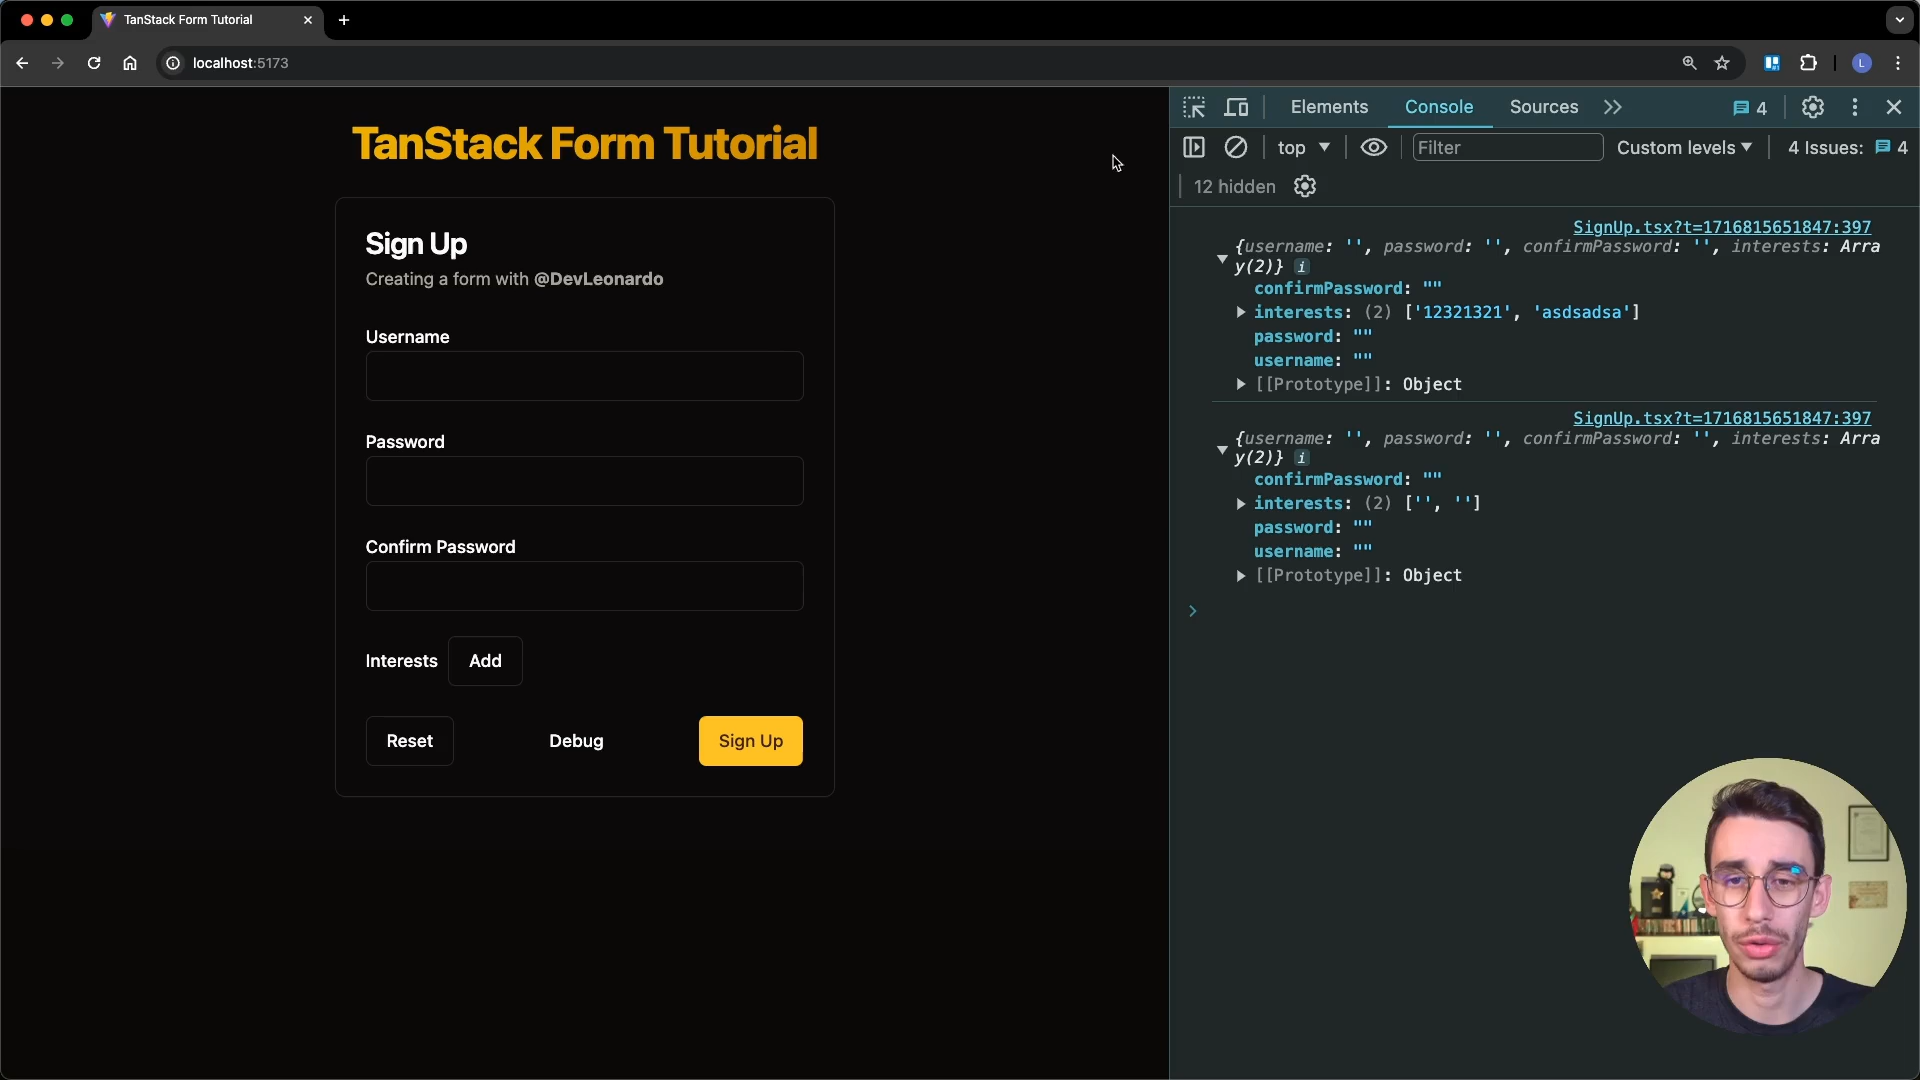 TanStack Form Tutorial
localhost:5173
L
TanStack Form Tutorial
Sign Up
Creating a form with @DevLeonardo
Username
Password
Confirm Password
Interests
Add
Reset
Debug
Sign Up
Elements
Console
Sources
4
top
Filter
Custom levels
4 Issues:
4
12 hidden
SignUp.tsx?t=1716815651847:397
{username: '', password: '', confirmPassword: '', interests: Arra
y(2)} i
confirmPassword: ""
interests: (2) ['12321321', 'asdsadsa']
password: ""
username: ""
[[Prototype]]: Object
SignUp.tsx?t=1716815651847:397
{username: '', password: '', confirmPassword: '', interests: Arra
y(2)} i
confirmPassword: ""
interests: (2) ['', '']
password: ""
username: ""
[[Prototype]]: Object